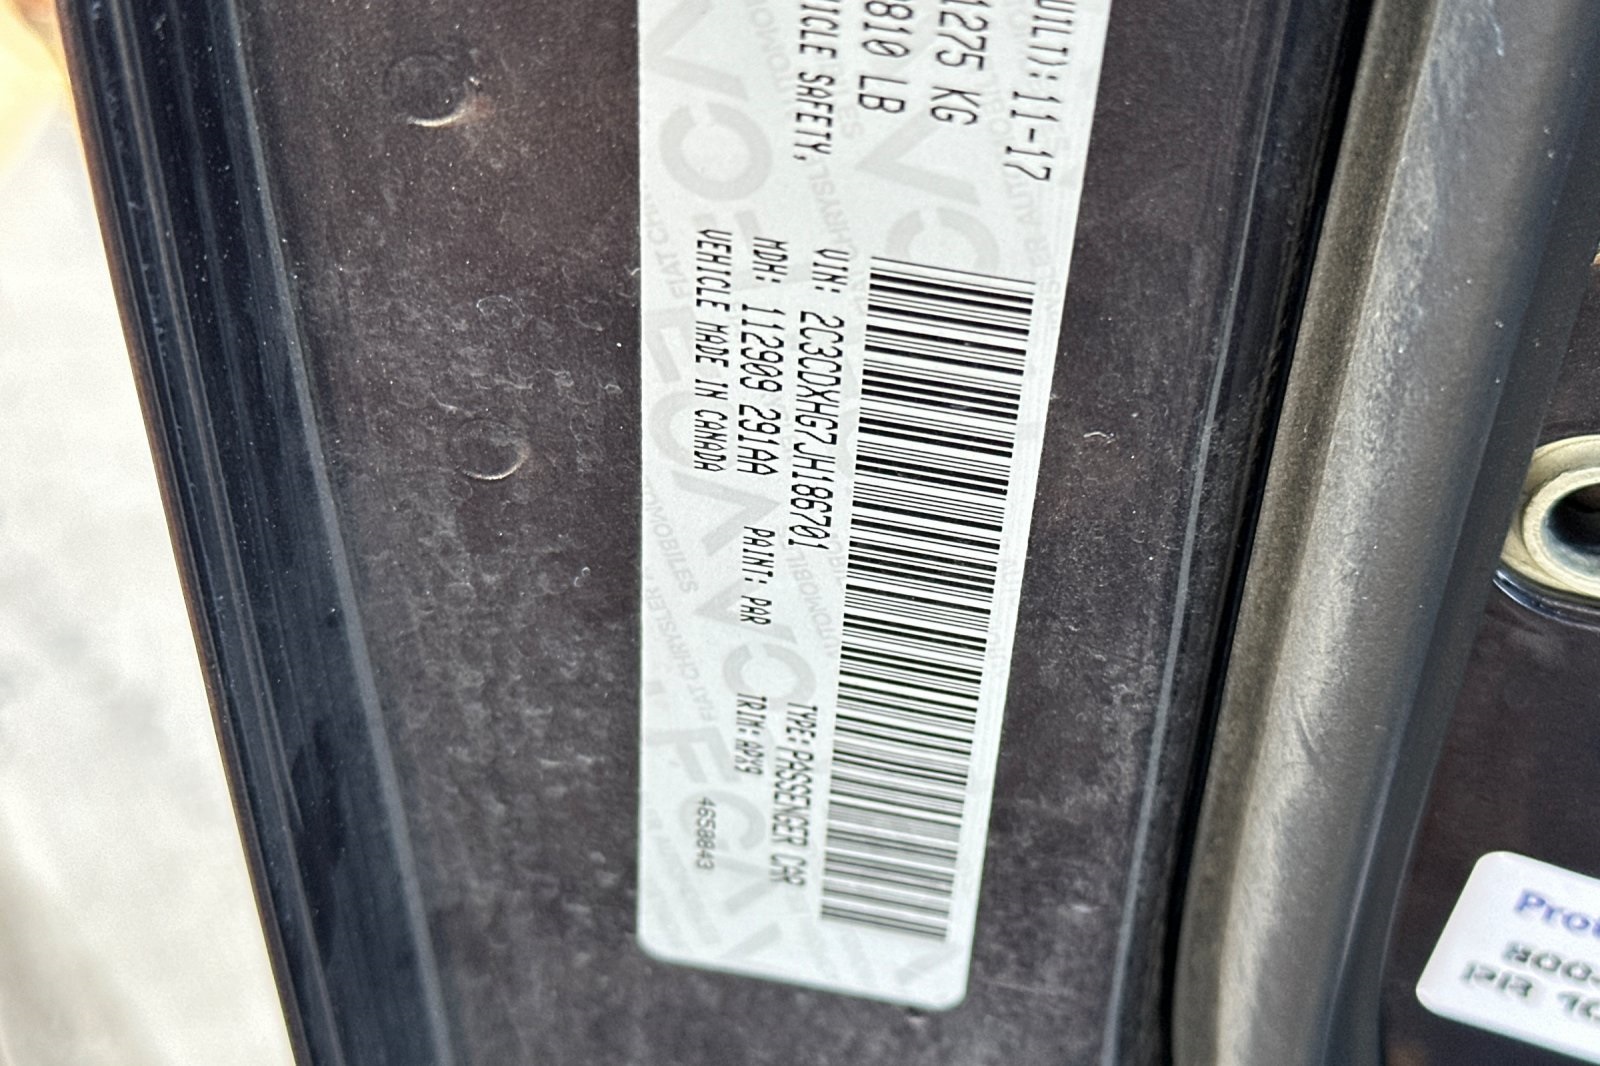 UILT): 11-17
1275 KG
810 LB
ICLE SAFETY,
VIN: 2C3CDXHG7JH186701
TYPE: PASSENGER CAR
MDH: 112909 291AA
PAINT: PAR
TRIM: APX9
VEHICLE MADE IN CANADA
4658843